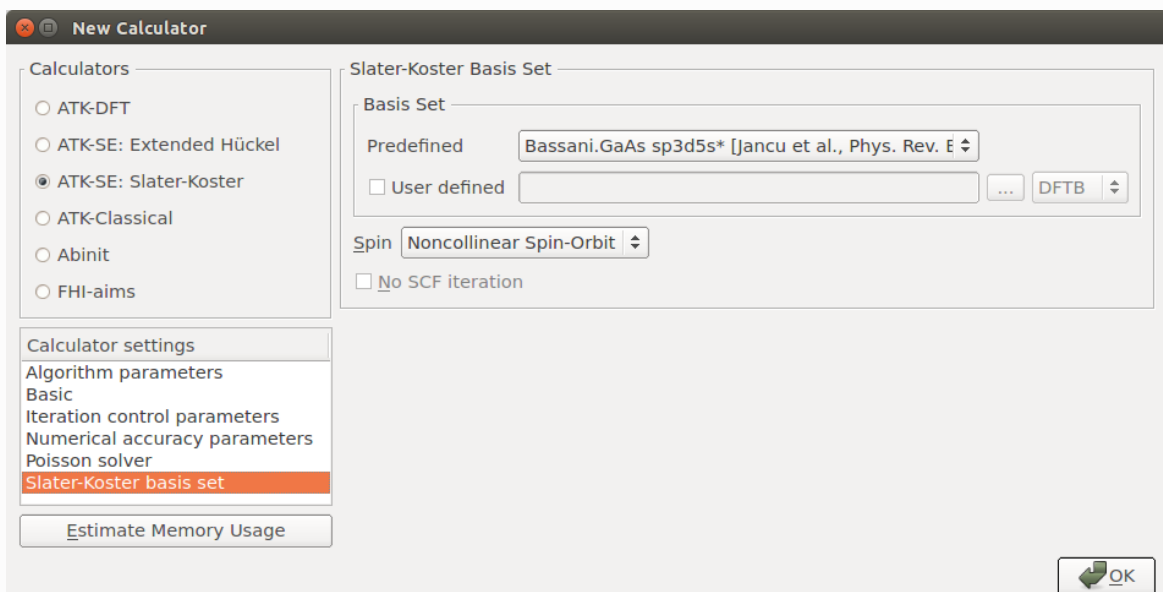 New Calculator
Calculators
ATK-DFT
ATK-SE: Extended Hückel
ATK-SE: Slater-Koster
ATK-Classical
Abinit
FHI-aims
Calculator settings
Algorithm parameters
Basic
Iteration control parameters
Numerical accuracy parameters
Poisson solver
Slater-Koster basis set
Estimate Memory Usage
Slater-Koster Basis Set
Basis Set
Predefined Bassani.GaAs sp3d5s* [Jancu et al., Phys. Rev. E
User defined ... DFTB
Spin Noncollinear Spin-Orbit
No SCF iteration
OK